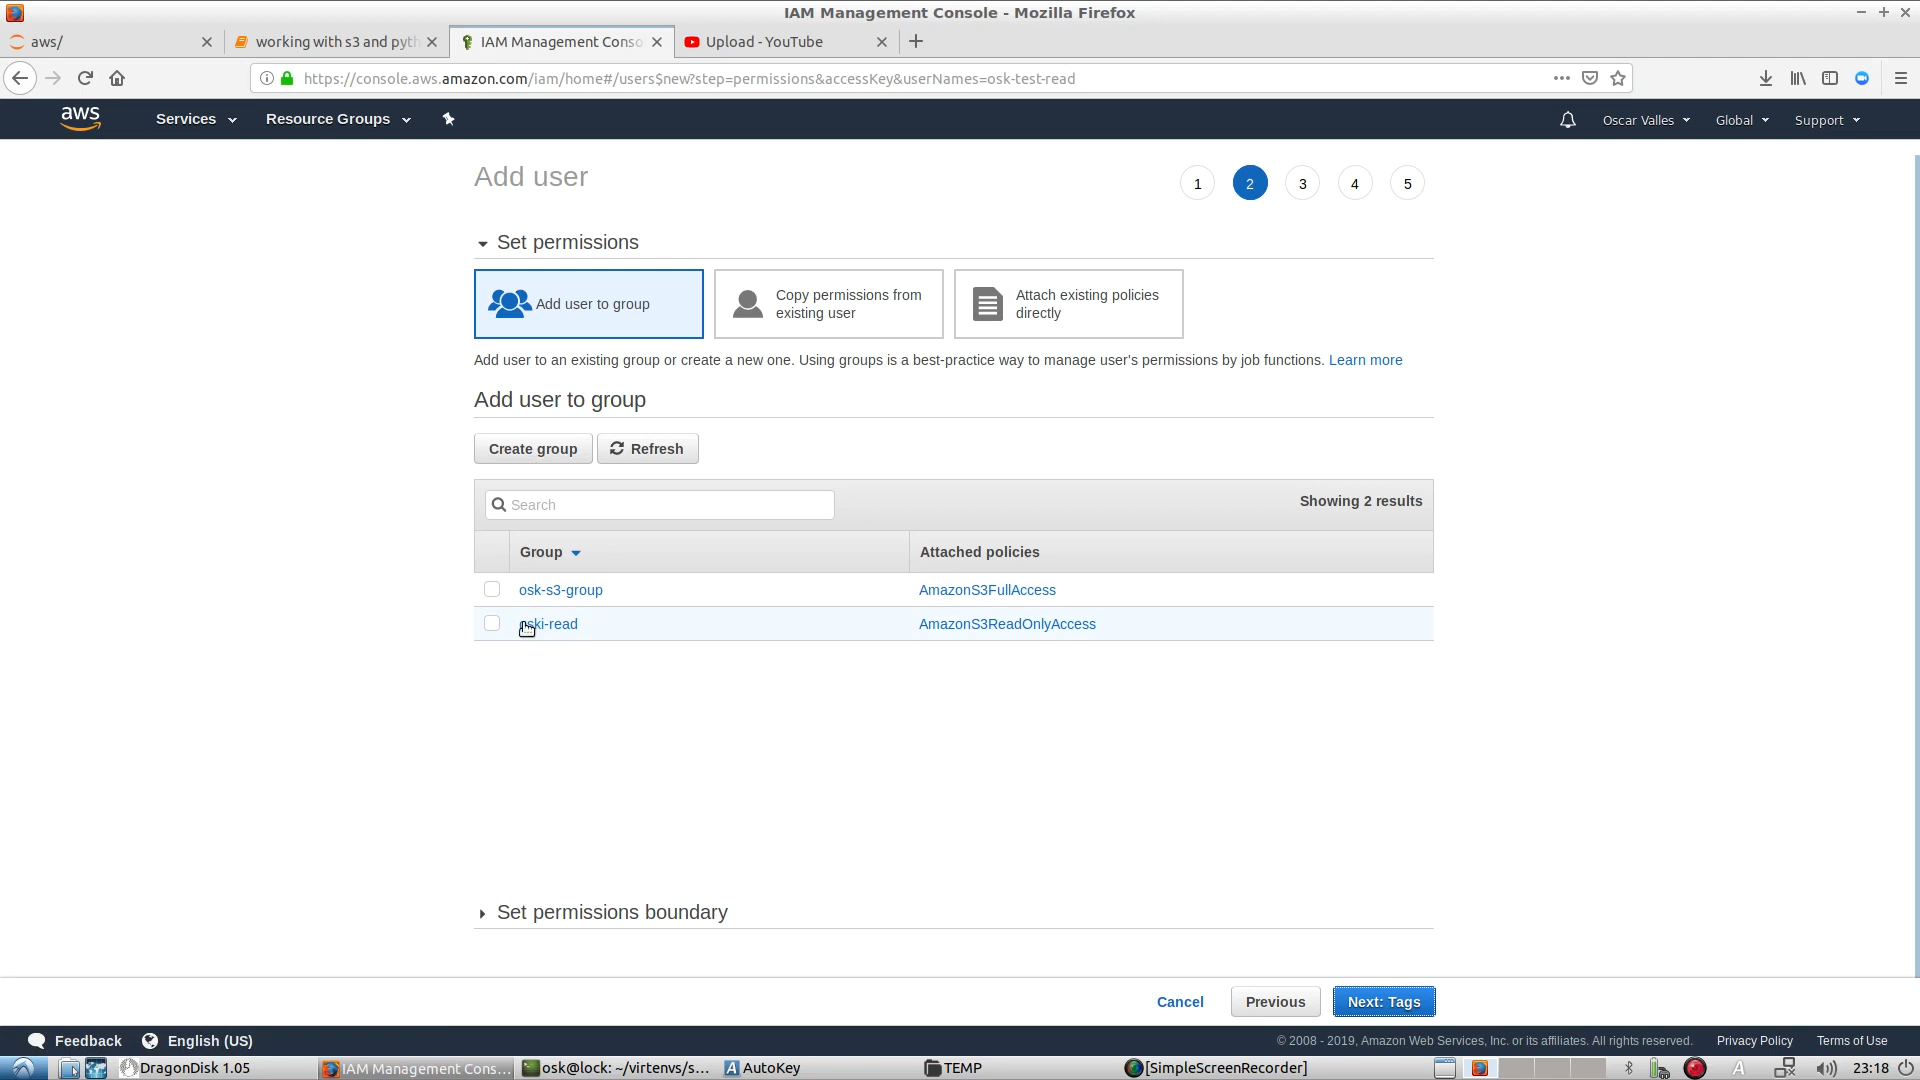 IAM Management Console - Mozilla Firefox
aws/
working with s3 and pyth
IAM Management Conso
Upload - YouTube
https://console.aws.amazon.com/iam/home#/users$new?step=permissions&accessKey&userNames=osk-test-read
aws
Services
Resource Groups
Oscar Valles
Global
Support
Add user
1
2
3
4
5
Set permissions
Add user to group
Copy permissions from
existing user
Attach existing policies
directly
Add user to an existing group or create a new one. Using groups is a best-practice way to manage user's permissions by job functions. Learn more
Add user to group
Create group
Refresh
Search
Showing 2 results
Group
Attached policies
osk-s3-group
AmazonS3FullAccess
oski-read
AmazonS3ReadOnlyAccess
Set permissions boundary
Cancel
Previous
Next: Tags
Feedback
English (US)
© 2008 - 2019, Amazon Web Services, Inc. or its affiliates. All rights reserved.
Privacy Policy
Terms of Use
DragonDisk 1.05
IAM Management Cons...
osk@lock: ~/virtenvs/s...
AutoKey
TEMP
[SimpleScreenRecorder]
23:18